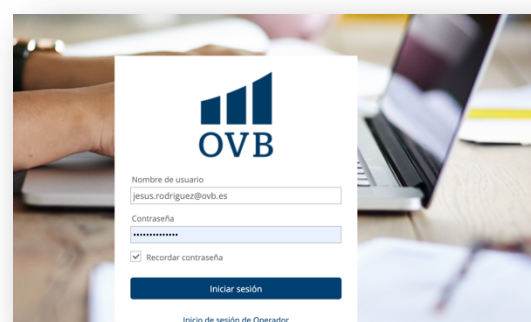 OVB
Nombre de usuario
jesus.rodriguez@ovb.es
Contraseña
••••••••••••••
Recordar contraseña
Iniciar sesión
Inicio de sesión de Operador